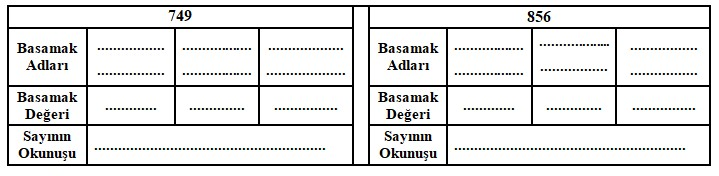 749
Basamak
Adları
.................. .................. ....................
.................. .................. .....................
Basamak
Değeri
.............. ............... .................
Sayının
Okunuşu
..............................................................
856
Basamak
Adları
.................. ................... ..................
.................. .................. ..................
Basamak
Değeri
.............. ............... .................
Sayının
Okunuşu
..............................................................